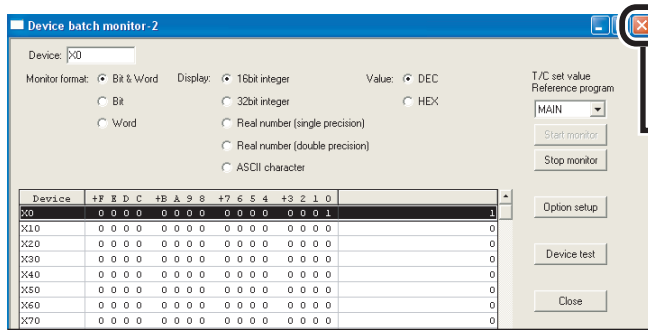 Device batch monitor-2
Device: X0
Monitor format: Bit & Word Display: 16bit integer Value: DEC T/C set value
Bit 32bit integer HEX Reference program
Word Real number (single precision) MAIN
Real number (double precision) Start monitor
ASCII character Stop monitor
Device +F E D C +B A 9 8 +7 6 5 4 +3 2 1 0
X0 0 0 0 0 0 0 0 0 0 0 0 0 0 0 0 1 1
X10 0 0 0 0 0 0 0 0 0 0 0 0 0 0 0 0 0
X20 0 0 0 0 0 0 0 0 0 0 0 0 0 0 0 0 0
X30 0 0 0 0 0 0 0 0 0 0 0 0 0 0 0 0 0
X40 0 0 0 0 0 0 0 0 0 0 0 0 0 0 0 0 0
X50 0 0 0 0 0 0 0 0 0 0 0 0 0 0 0 0 0
X60 0 0 0 0 0 0 0 0 0 0 0 0 0 0 0 0 0
X70 0 0 0 0 0 0 0 0 0 0 0 0 0 0 0 0 0
Option setup
Device test
Close